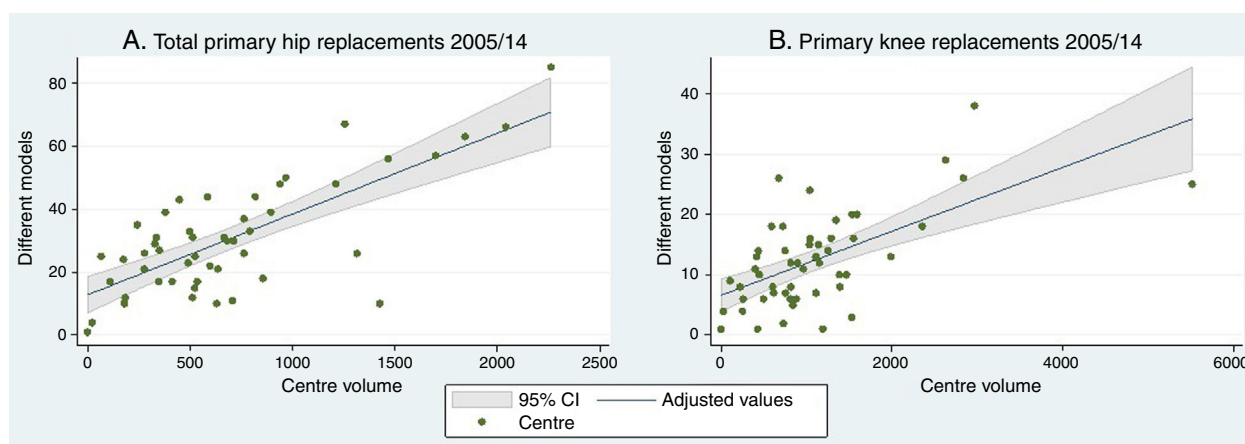 A. Total primary hip replacements 2005/14
Different models
80
60
40
20
0
0 500 1000 1500 2000 2500
Centre volume
B. Primary knee replacements 2005/14
Different models
40
30
20
10
0
0 2000 4000 6000
Centre volume
95% CI Adjusted values
Centre